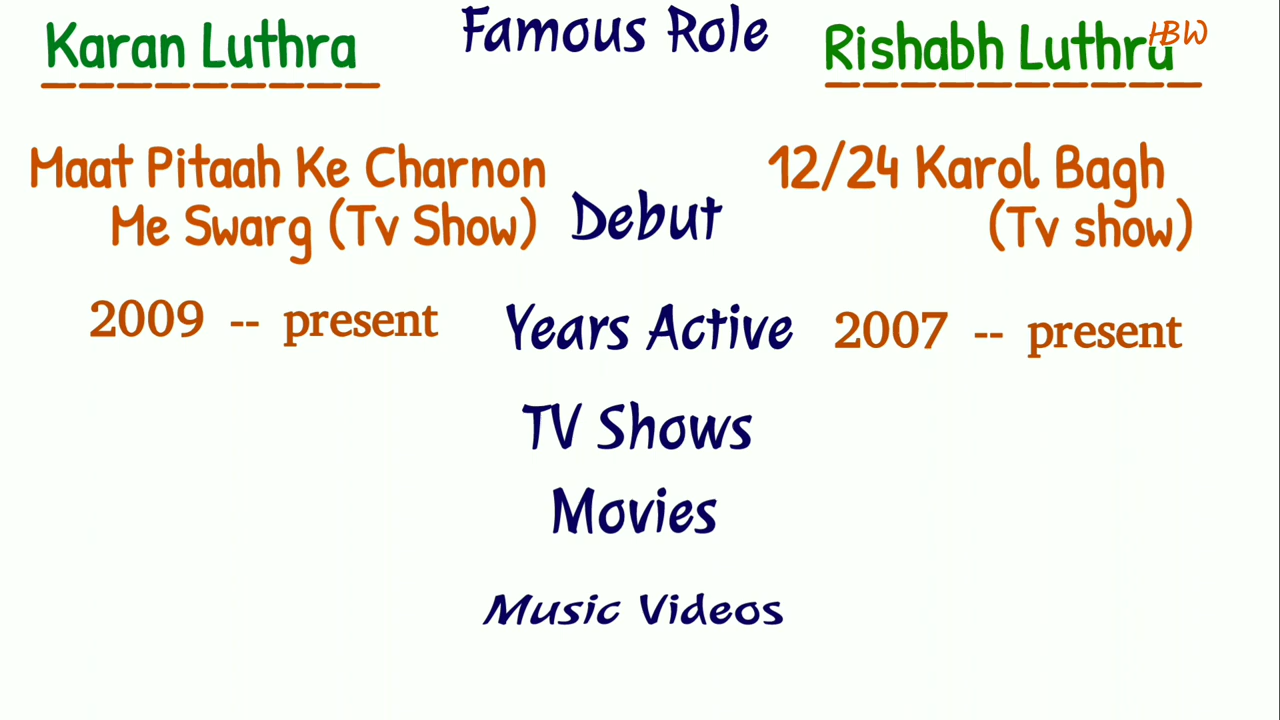 Karan Luthra
Famous Role
Rishabh Luthra
HBW
Maat Pitaah Ke Charnon
Me Swarg (Tv Show)
Debut
12/24 Karol Bagh
(Tv show)
2009 -- present
Years Active
2007 -- present
TV Shows
Movies
Music Videos